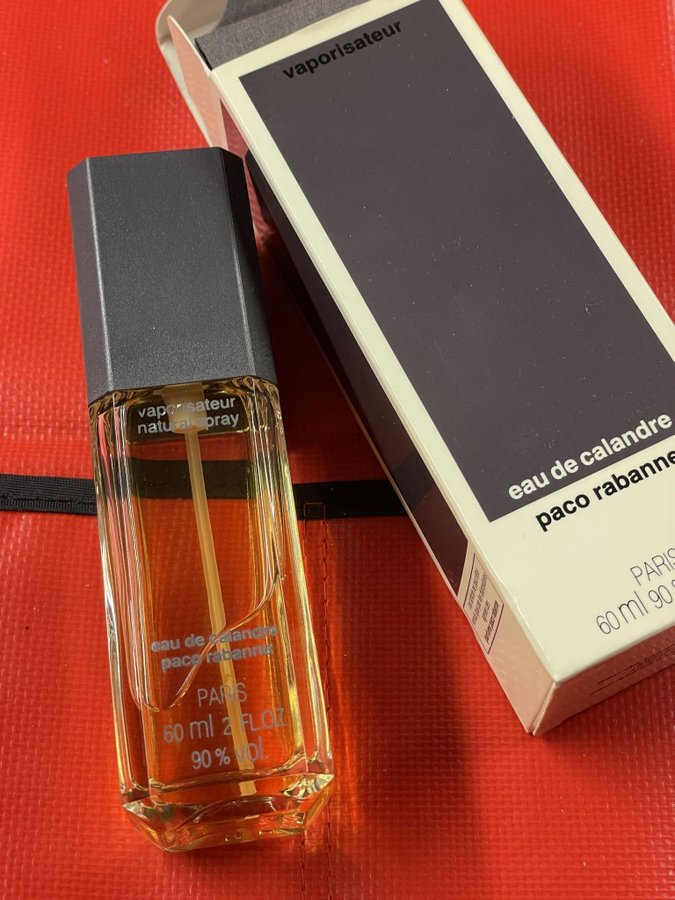 vaporisateur
eau de calandre
paco rabanne
PARIS
60 ml 90
vaporisateur
natural spray
eau de calandre
paco rabanne
PARIS
60 ml 2 FL.OZ
90 % vol